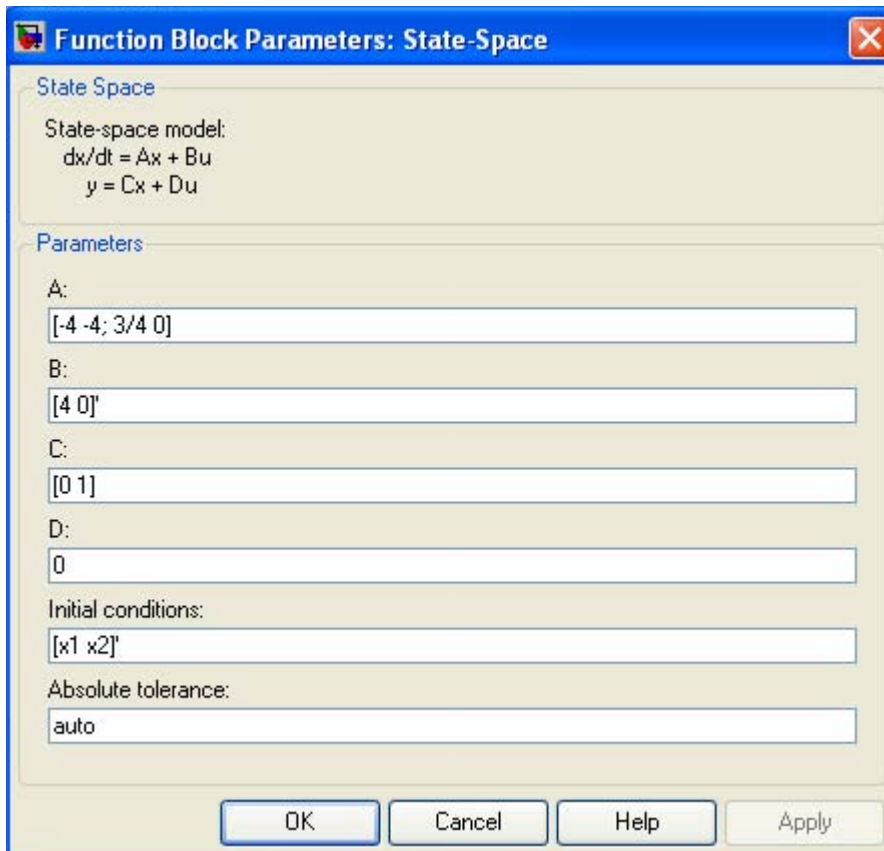 Function Block Parameters: State-Space
State Space
State-space model:
dx/dt = Ax + Bu
y = Cx + Du
Parameters
A:
[-4 -4; 3/4 0]
B:
[4 0]'
C:
[0 1]
D:
0
Initial conditions:
[x1 x2]'
Absolute tolerance:
auto
OK Cancel Help Apply